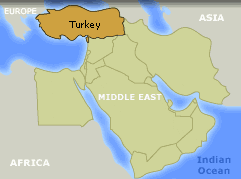 EUROPE
ASIA
Turkey
MIDDLE EAST
AFRICA
Indian
Ocean